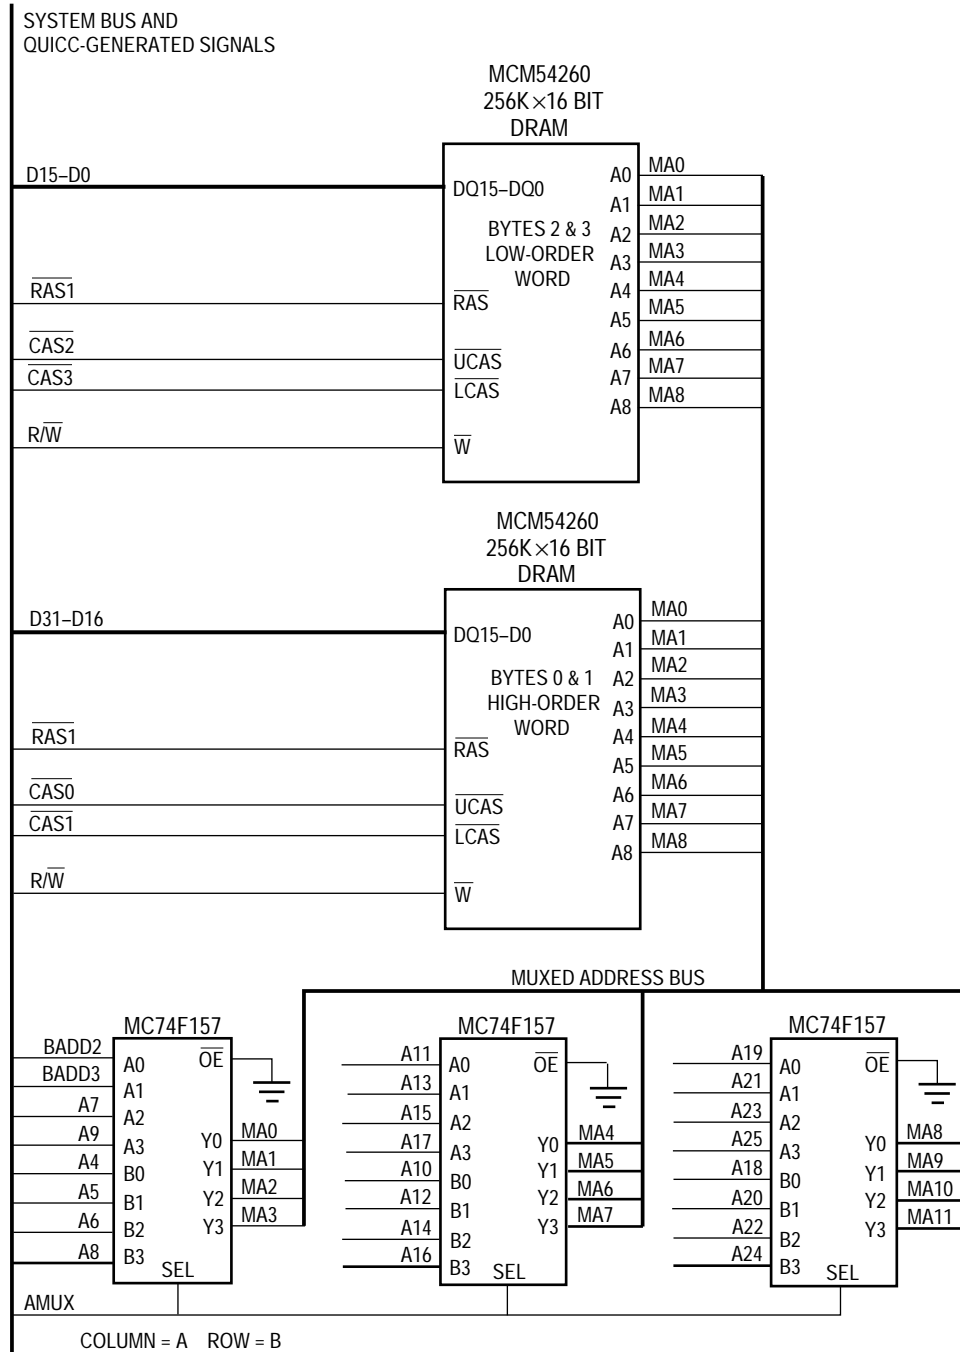 SYSTEM BUS AND
QUICC-GENERATED SIGNALS
MCM54260
256K×16 BIT
DRAM
D15–D0
DQ15–DQ0
BYTES 2 & 3
LOW-ORDER
WORD
RAS1
RAS
CAS2
UCAS
CAS3
LCAS
R/W
W
A0 MA0
A1 MA1
A2 MA2
A3 MA3
A4 MA4
A5 MA5
A6 MA6
A7 MA7
A8 MA8
MCM54260
256K×16 BIT
DRAM
D31–D16
DQ15–D0
BYTES 0 & 1
HIGH-ORDER
WORD
RAS1
RAS
CAS0
UCAS
CAS1
LCAS
R/W
W
A0 MA0
A1 MA1
A2 MA2
A3 MA3
A4 MA4
A5 MA5
A6 MA6
A7 MA7
A8 MA8
MUXED ADDRESS BUS
MC74F157
BADD2 A0 OE
BADD3 A1
A7 A2
A9 A3 Y0 MA0
A4 B0 Y1 MA1
A5 B1 Y2 MA2
A6 B2 Y3 MA3
A8 B3
SEL
MC74F157
A11 A0 OE
A13 A1
A15 A2
A17 A3 Y0 MA4
A10 B0 Y1 MA5
A12 B1 Y2 MA6
A14 B2 Y3 MA7
A16 B3
SEL
MC74F157
A19 A0 OE
A21 A1
A23 A2
A25 A3 Y0 MA8
A18 B0 Y1 MA9
A20 B1 Y2 MA10
A22 B2 Y3 MA11
A24 B3
SEL
AMUX
COLUMN = A ROW = B